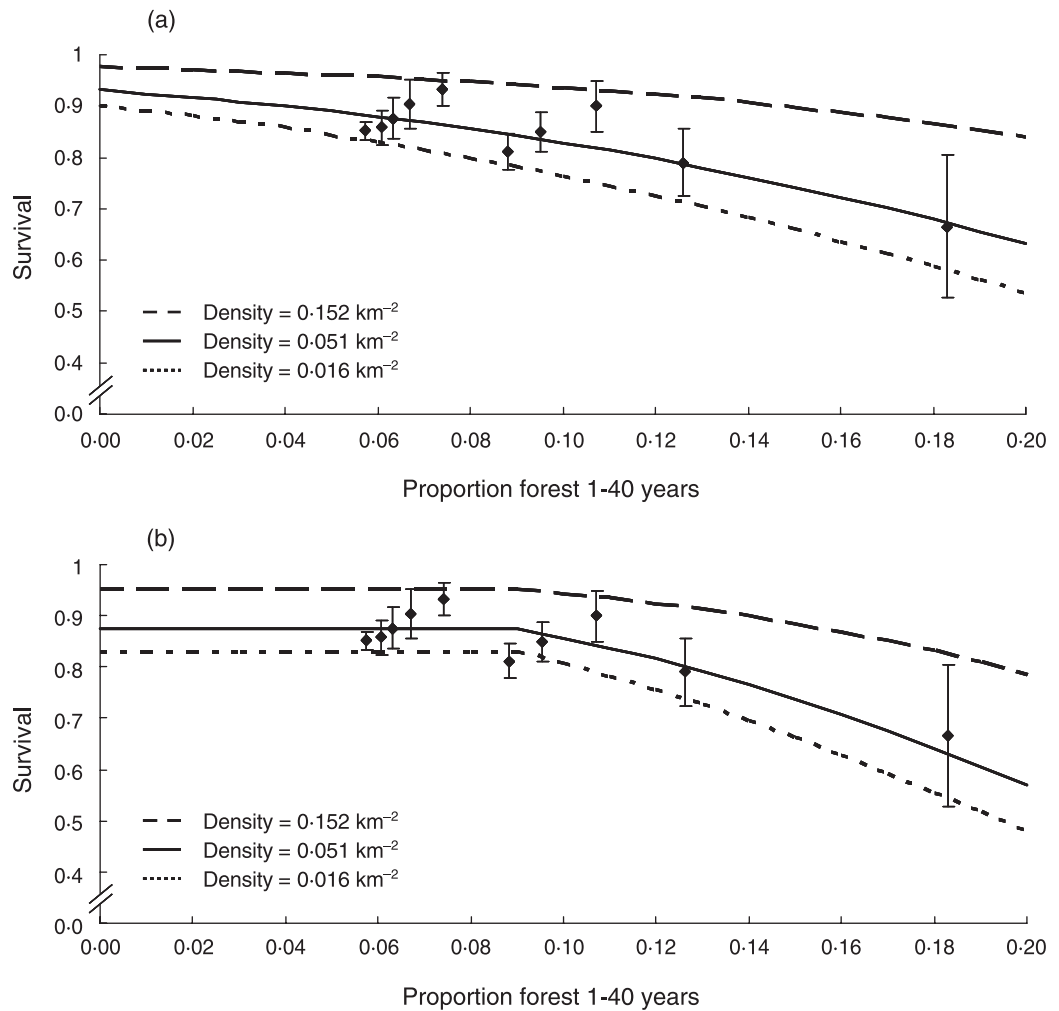 (a)
1
0·9
0·8
0·7
0·6
0·5
0·4
0·0
Survival
Density = 0·152 km⁻²
Density = 0·051 km⁻²
Density = 0·016 km⁻²
0·00 0·02 0·04 0·06 0·08 0·10 0·12 0·14 0·16 0·18 0·20
Proportion forest 1-40 years
(b)
1
0·9
0·8
0·7
0·6
0·5
0·4
0·0
Survival
Density = 0·152 km⁻²
Density = 0·051 km⁻²
Density = 0·016 km⁻²
0·00 0·02 0·04 0·06 0·08 0·10 0·12 0·14 0·16 0·18 0·20
Proportion forest 1-40 years